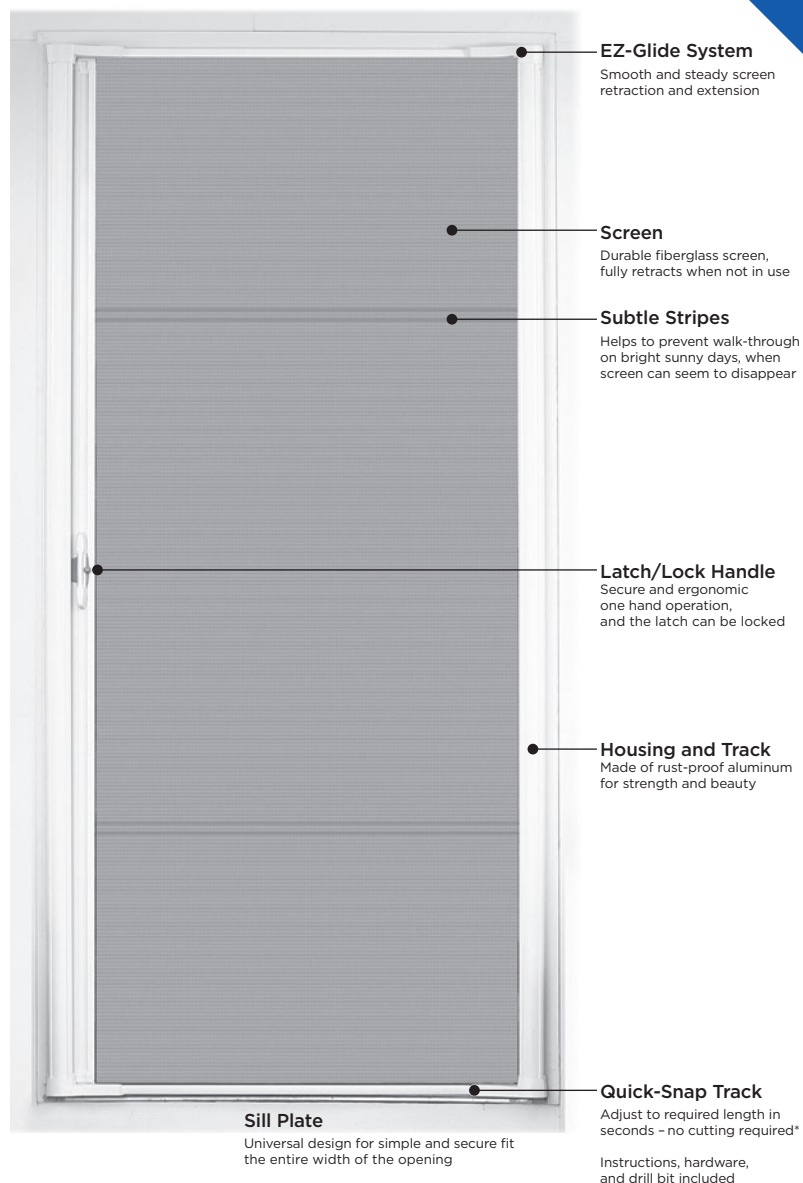 EZ-Glide System
Smooth and steady screen
retraction and extension
Screen
Durable fiberglass screen,
fully retracts when not in use
Subtle Stripes
Helps to prevent walk-through
on bright sunny days, when
screen can seem to disappear
Latch/Lock Handle
Secure and ergonomic
one hand operation,
and the latch can be locked
Housing and Track
Made of rust-proof aluminum
for strength and beauty
Quick-Snap Track
Adjust to required length in
seconds – no cutting required*
Instructions, hardware,
and drill bit included
Sill Plate
Universal design for simple and secure fit
the entire width of the opening